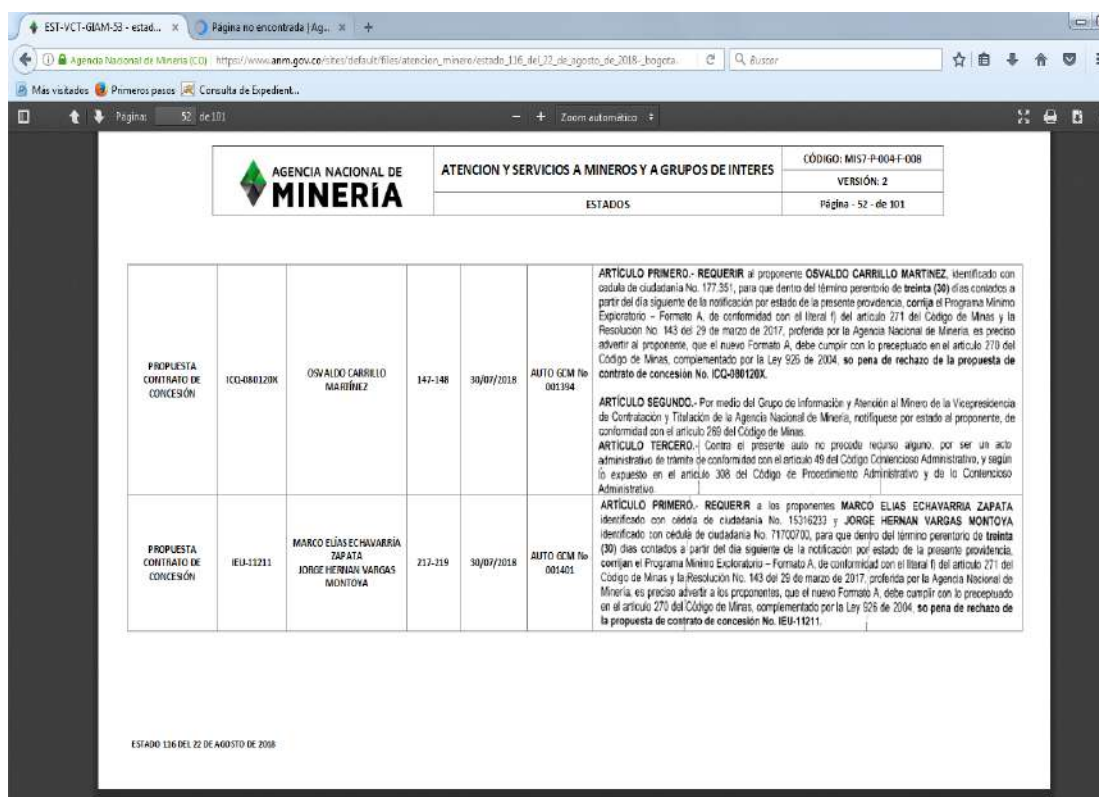 EST-VCT-GIAM-53 - estad... ×
Página no encontrada | Ag... × +
Agencia Nacional de Minería (CO) https://www.anm.gov.co/sites/default/files/atencion_minero/estado_116_del_22_de_agosto_de_2018-_bogota. Buscar
Más visitados Primeros pasos Consulta de Expedient...
Página: 52 de 101 − + Zoom automático
AGENCIA NACIONAL DE
MINERÍA
ATENCION Y SERVICIOS A MINEROS Y A GRUPOS DE INTERES
ESTADOS
CÓDIGO: MIS7-P-004-F-008
VERSIÓN: 2
Página - 52 - de 101
PROPUESTA
CONTRATO DE
CONCESIÓN
ICQ-080120X
OSVALDO CARRILLO
MARTÍNEZ
147-148
30/07/2018
AUTO GCM No
001394
ARTÍCULO PRIMERO.- REQUERIR al proponente OSVALDO CARRILLO MARTINEZ, identificado con
cedula de ciudadanía No. 177.351, para que dentro del término perentorio de treinta (30) días contados a
partir del día siguiente de la notificación por estado de la presente providencia, corrija el Programa Mínimo
Exploratorio – Formato A, de conformidad con el literal f) del artículo 271 del Código de Minas y la
Resolución No. 143 del 29 de marzo de 2017, proferida por la Agencia Nacional de Minería, es preciso
advertir al proponente, que el nuevo Formato A, debe cumplir con lo preceptuado en el artículo 270 del
Código de Minas, complementado por la Ley 926 de 2004, so pena de rechazo de la propuesta de
contrato de concesión No. ICQ-080120X.
ARTÍCULO SEGUNDO.- Por medio del Grupo de Información y Atención al Minero de la Vicepresidencia
de Contratación y Titulación de la Agencia Nacional de Minería, notifíquese por estado al proponente, de
conformidad con el artículo 269 del Código de Minas.
ARTÍCULO TERCERO.- Contra el presente auto no procede recurso alguno, por ser un acto
administrativo de trámite de conformidad con el artículo 49 del Código Contencioso Administrativo, y según
lo expuesto en el artículo 308 del Código de Procedimiento Administrativo y de lo Contencioso
Administrativo
PROPUESTA
CONTRATO DE
CONCESIÓN
IEU-11211
MARCO ELÍAS ECHAVARRÍA
ZAPATA
JORGE HERNAN VARGAS
MONTOYA
217-219
30/07/2018
AUTO GCM No
001401
ARTÍCULO PRIMERO.- REQUERIR a los proponentes MARCO ELIAS ECHAVARRIA ZAPATA
identificado con cedela de ciudadania No. 15316233 y JORGE HERNAN VARGAS MONTOYA
identificado con cédula de ciudadania No. 71700700, para que dentro del término perentorio de treinta
(30) días contados a partir del día siguiente de la notificación por estado de la presente providencia,
corrijan el Programa Mínimo Exploratorio – Formato A, de conformidad con el literal f) del artículo 271 del
Código de Minas y la Resolución No. 143 del 29 de marzo de 2017, proferida por la Agencia Nacional de
Minería, es preciso advertir a los proponentes, que el nuevo Formato A, debe cumplir con lo preceptuado
en el artículo 270 del Código de Minas, complementado por la Ley 926 de 2004, so pena de rechazo de
la propuesta de contrato de concesión No. IEU-11211.
ESTADO 116 DEL 22 DE AGOSTO DE 2018